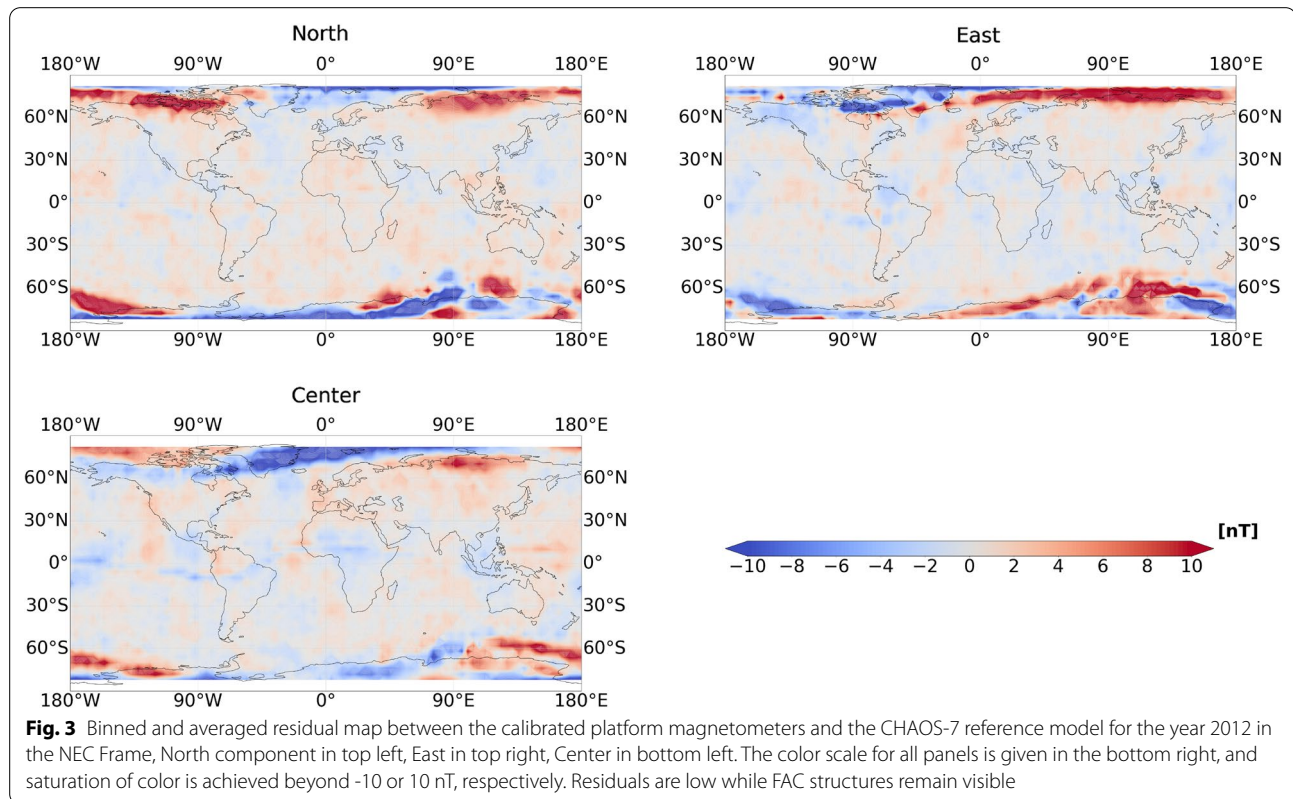 North
180°W 90°W 0° 90°E 180°E
60°N 60°N
30°N 30°N
0° 0°
30°S 30°S
60°S 60°S
180°W 90°W 0° 90°E 180°E
East
180°W 90°W 0° 90°E 180°E
60°N 60°N
30°N 30°N
0° 0°
30°S 30°S
60°S 60°S
180°W 90°W 0° 90°E 180°E
Center
180°W 90°W 0° 90°E 180°E
60°N 60°N
30°N 30°N
0° 0°
30°S 30°S
60°S 60°S
180°W 90°W 0° 90°E 180°E
[nT]
−10 −8 −6 −4 −2 0 2 4 6 8 10
Fig. 3 Binned and averaged residual map between the calibrated platform magnetometers and the CHAOS-7 reference model for the year 2012 in
the NEC Frame, North component in top left, East in top right, Center in bottom left. The color scale for all panels is given in the bottom right, and
saturation of color is achieved beyond -10 or 10 nT, respectively. Residuals are low while FAC structures remain visible